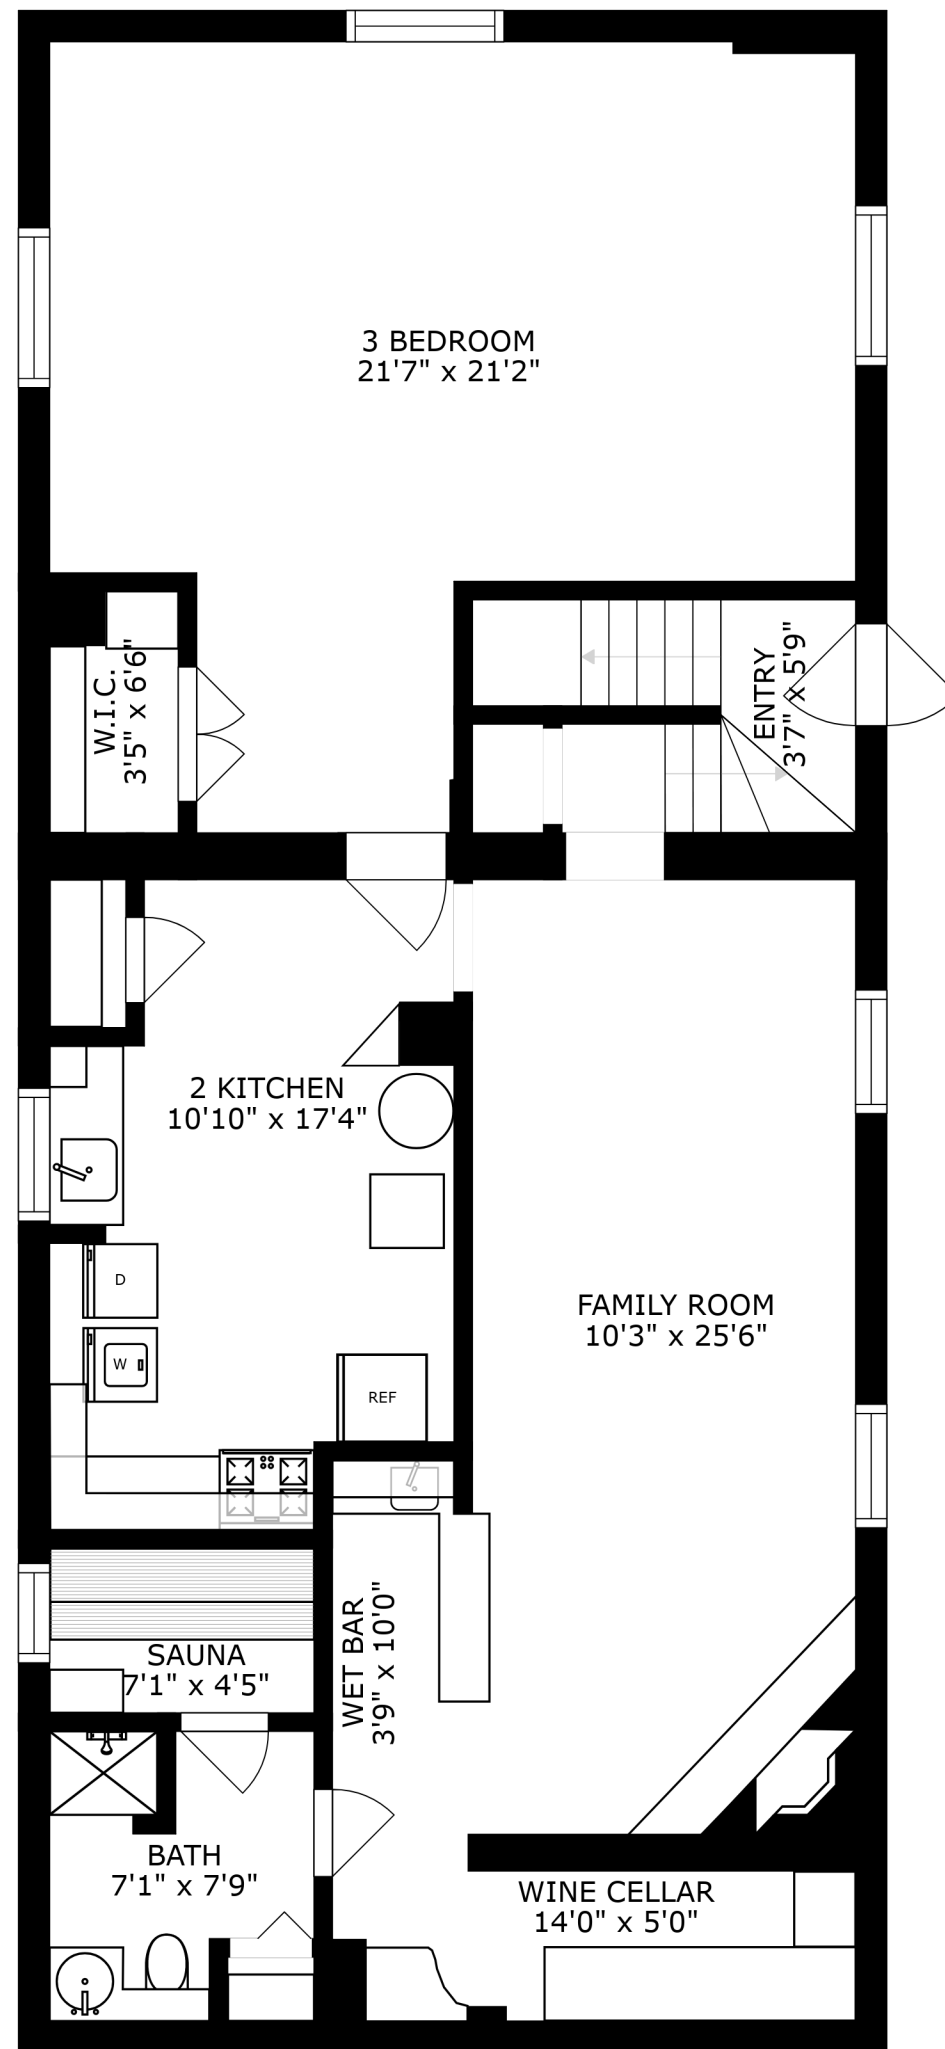 3 BEDROOM
21'7" x 21'2"
W.I.C.
3'5" x 6'6"
ENTRY
3'7" x 5'9"
2 KITCHEN
10'10" x 17'4"
D
W
REF
FAMILY ROOM
10'3" x 25'6"
SAUNA
7'1" x 4'5"
WET BAR
3'9" x 10'0"
BATH
7'1" x 7'9"
WINE CELLAR
14'0" x 5'0"